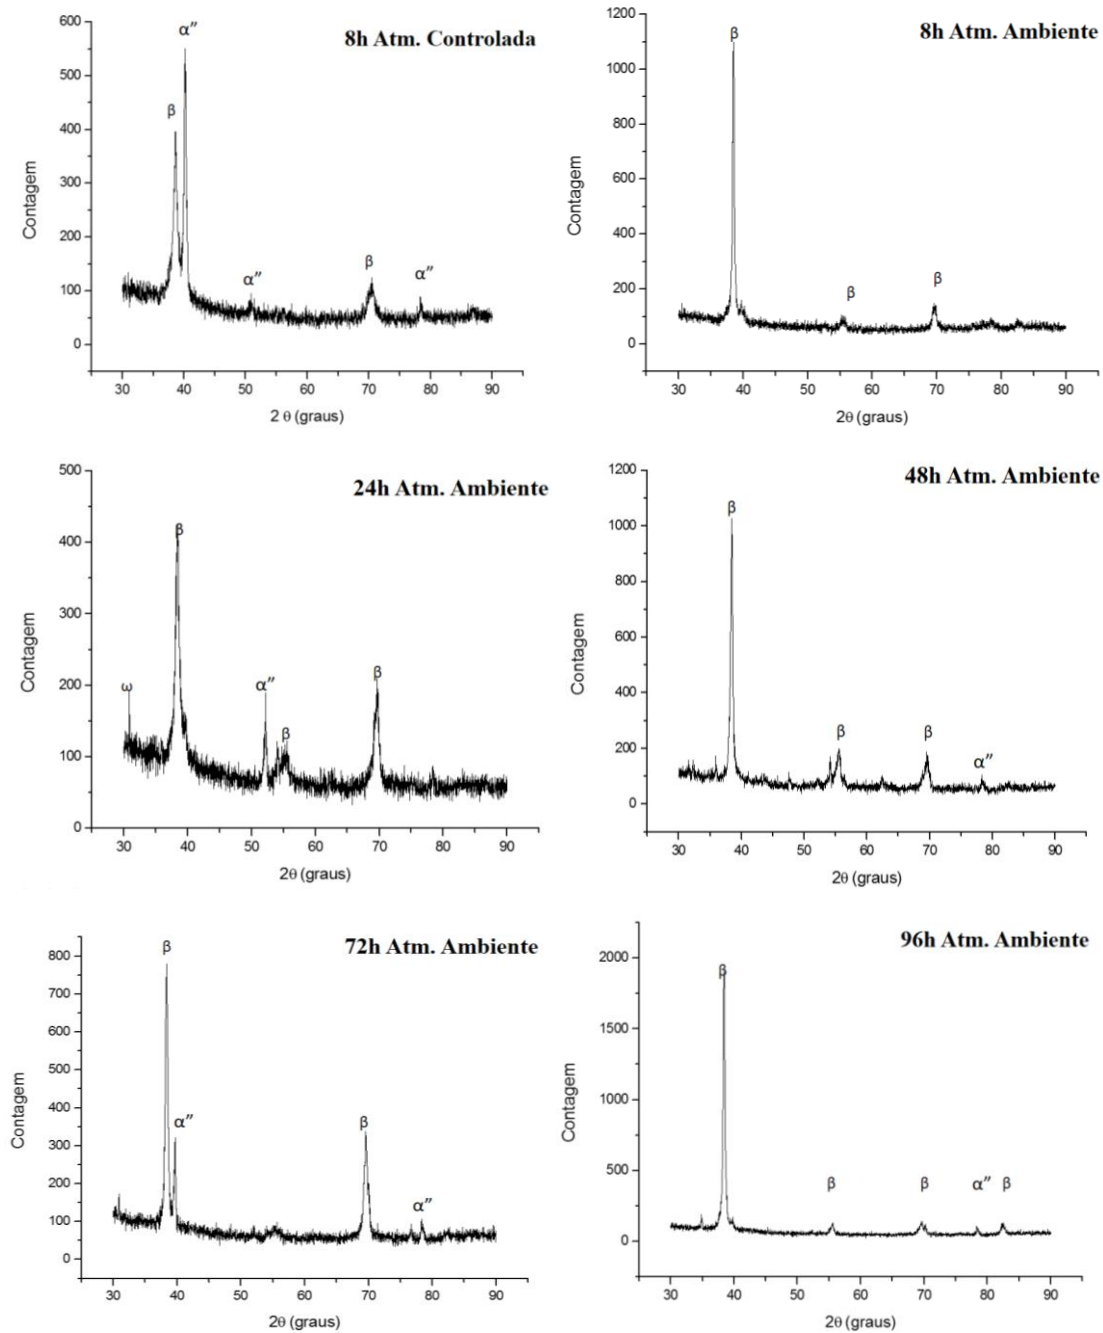 8h Atm. Controlada
Contagem
600
500
400
300
200
100
0
α″
β
α″
β
α″
30 40 50 60 70 80 90
2 θ (graus)
8h Atm. Ambiente
Contagem
1200
1000
800
600
400
200
0
β
β
β
30 40 50 60 70 80 90
2θ (graus)
24h Atm. Ambiente
Contagem
500
400
300
200
100
0
ω
β
α″
β
β
30 40 50 60 70 80 90
2θ (graus)
48h Atm. Ambiente
Contagem
1200
1000
800
600
400
200
0
β
β
β
α″
30 40 50 60 70 80 90
2θ (graus)
72h Atm. Ambiente
Contagem
800
700
600
500
400
300
200
100
0
β
α″
β
α″
30 40 50 60 70 80 90
2θ (graus)
96h Atm. Ambiente
Contagem
2000
1500
1000
500
0
β
β
β
α″
β
30 40 50 60 70 80 90
2θ (graus)